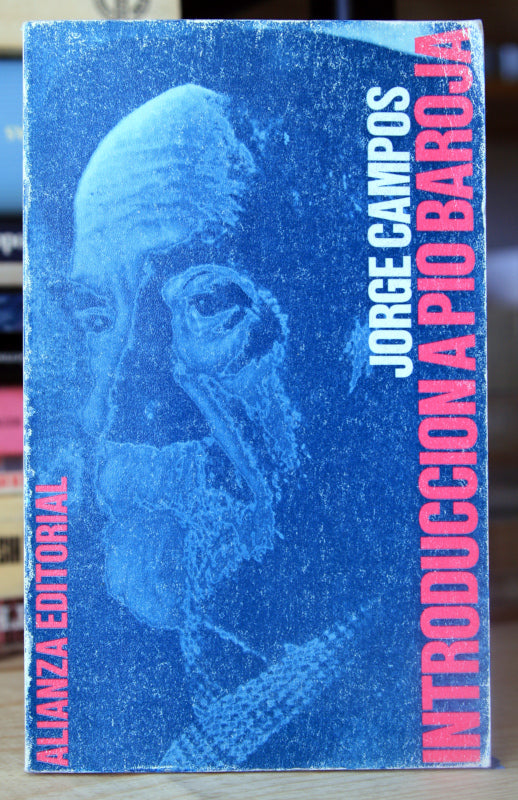 JORGE CAMPOS
INTRODUCCION A PIO BAROJA
ALIANZA EDITORIAL